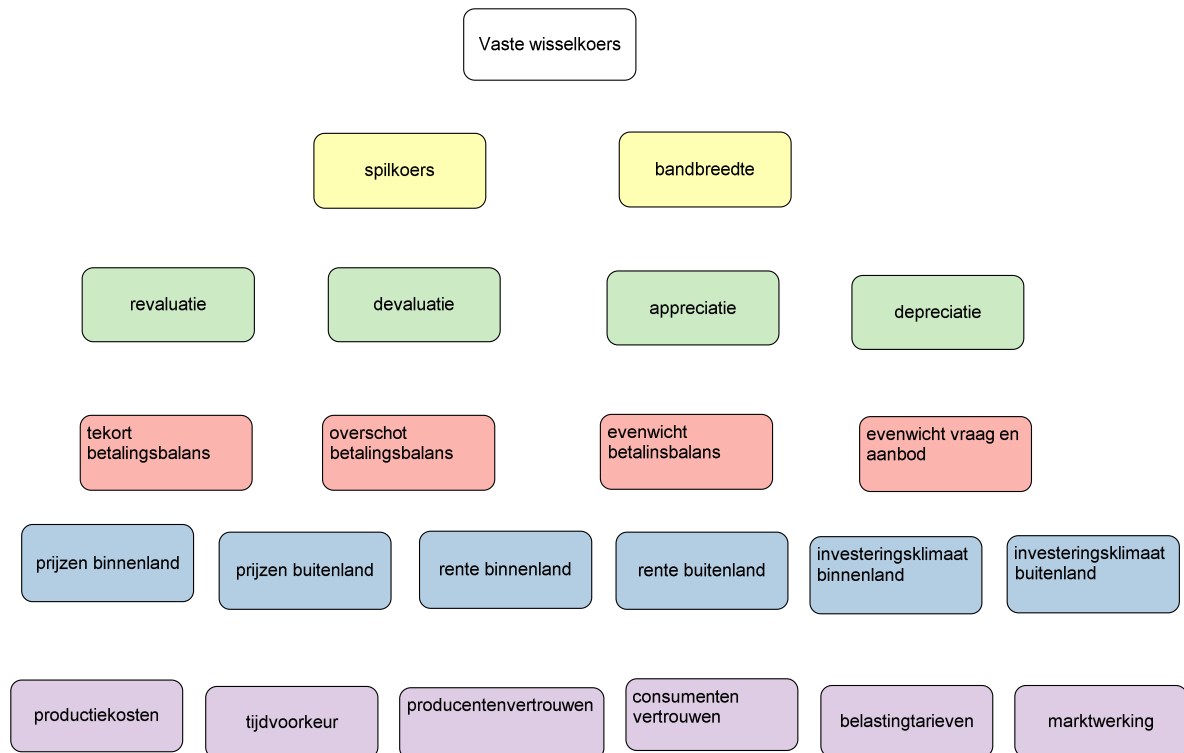 Vaste wisselkoers
spilkoers
bandbreedte
revaluatie
devaluatie
appreciatie
depreciatie
tekort
betalingsbalans
overschot
betalingsbalans
evenwicht
betalinsbalans
evenwicht vraag en
aanbod
prijzen binnenland
prijzen buitenland
rente binnenland
rente buitenland
investeringsklimaat
binnenland
investeringsklimaat
buitenland
productiekosten
tijdvoorkeur
producentenvertrouwen
consumenten
vertrouwen
belastingtarieven
marktwerking